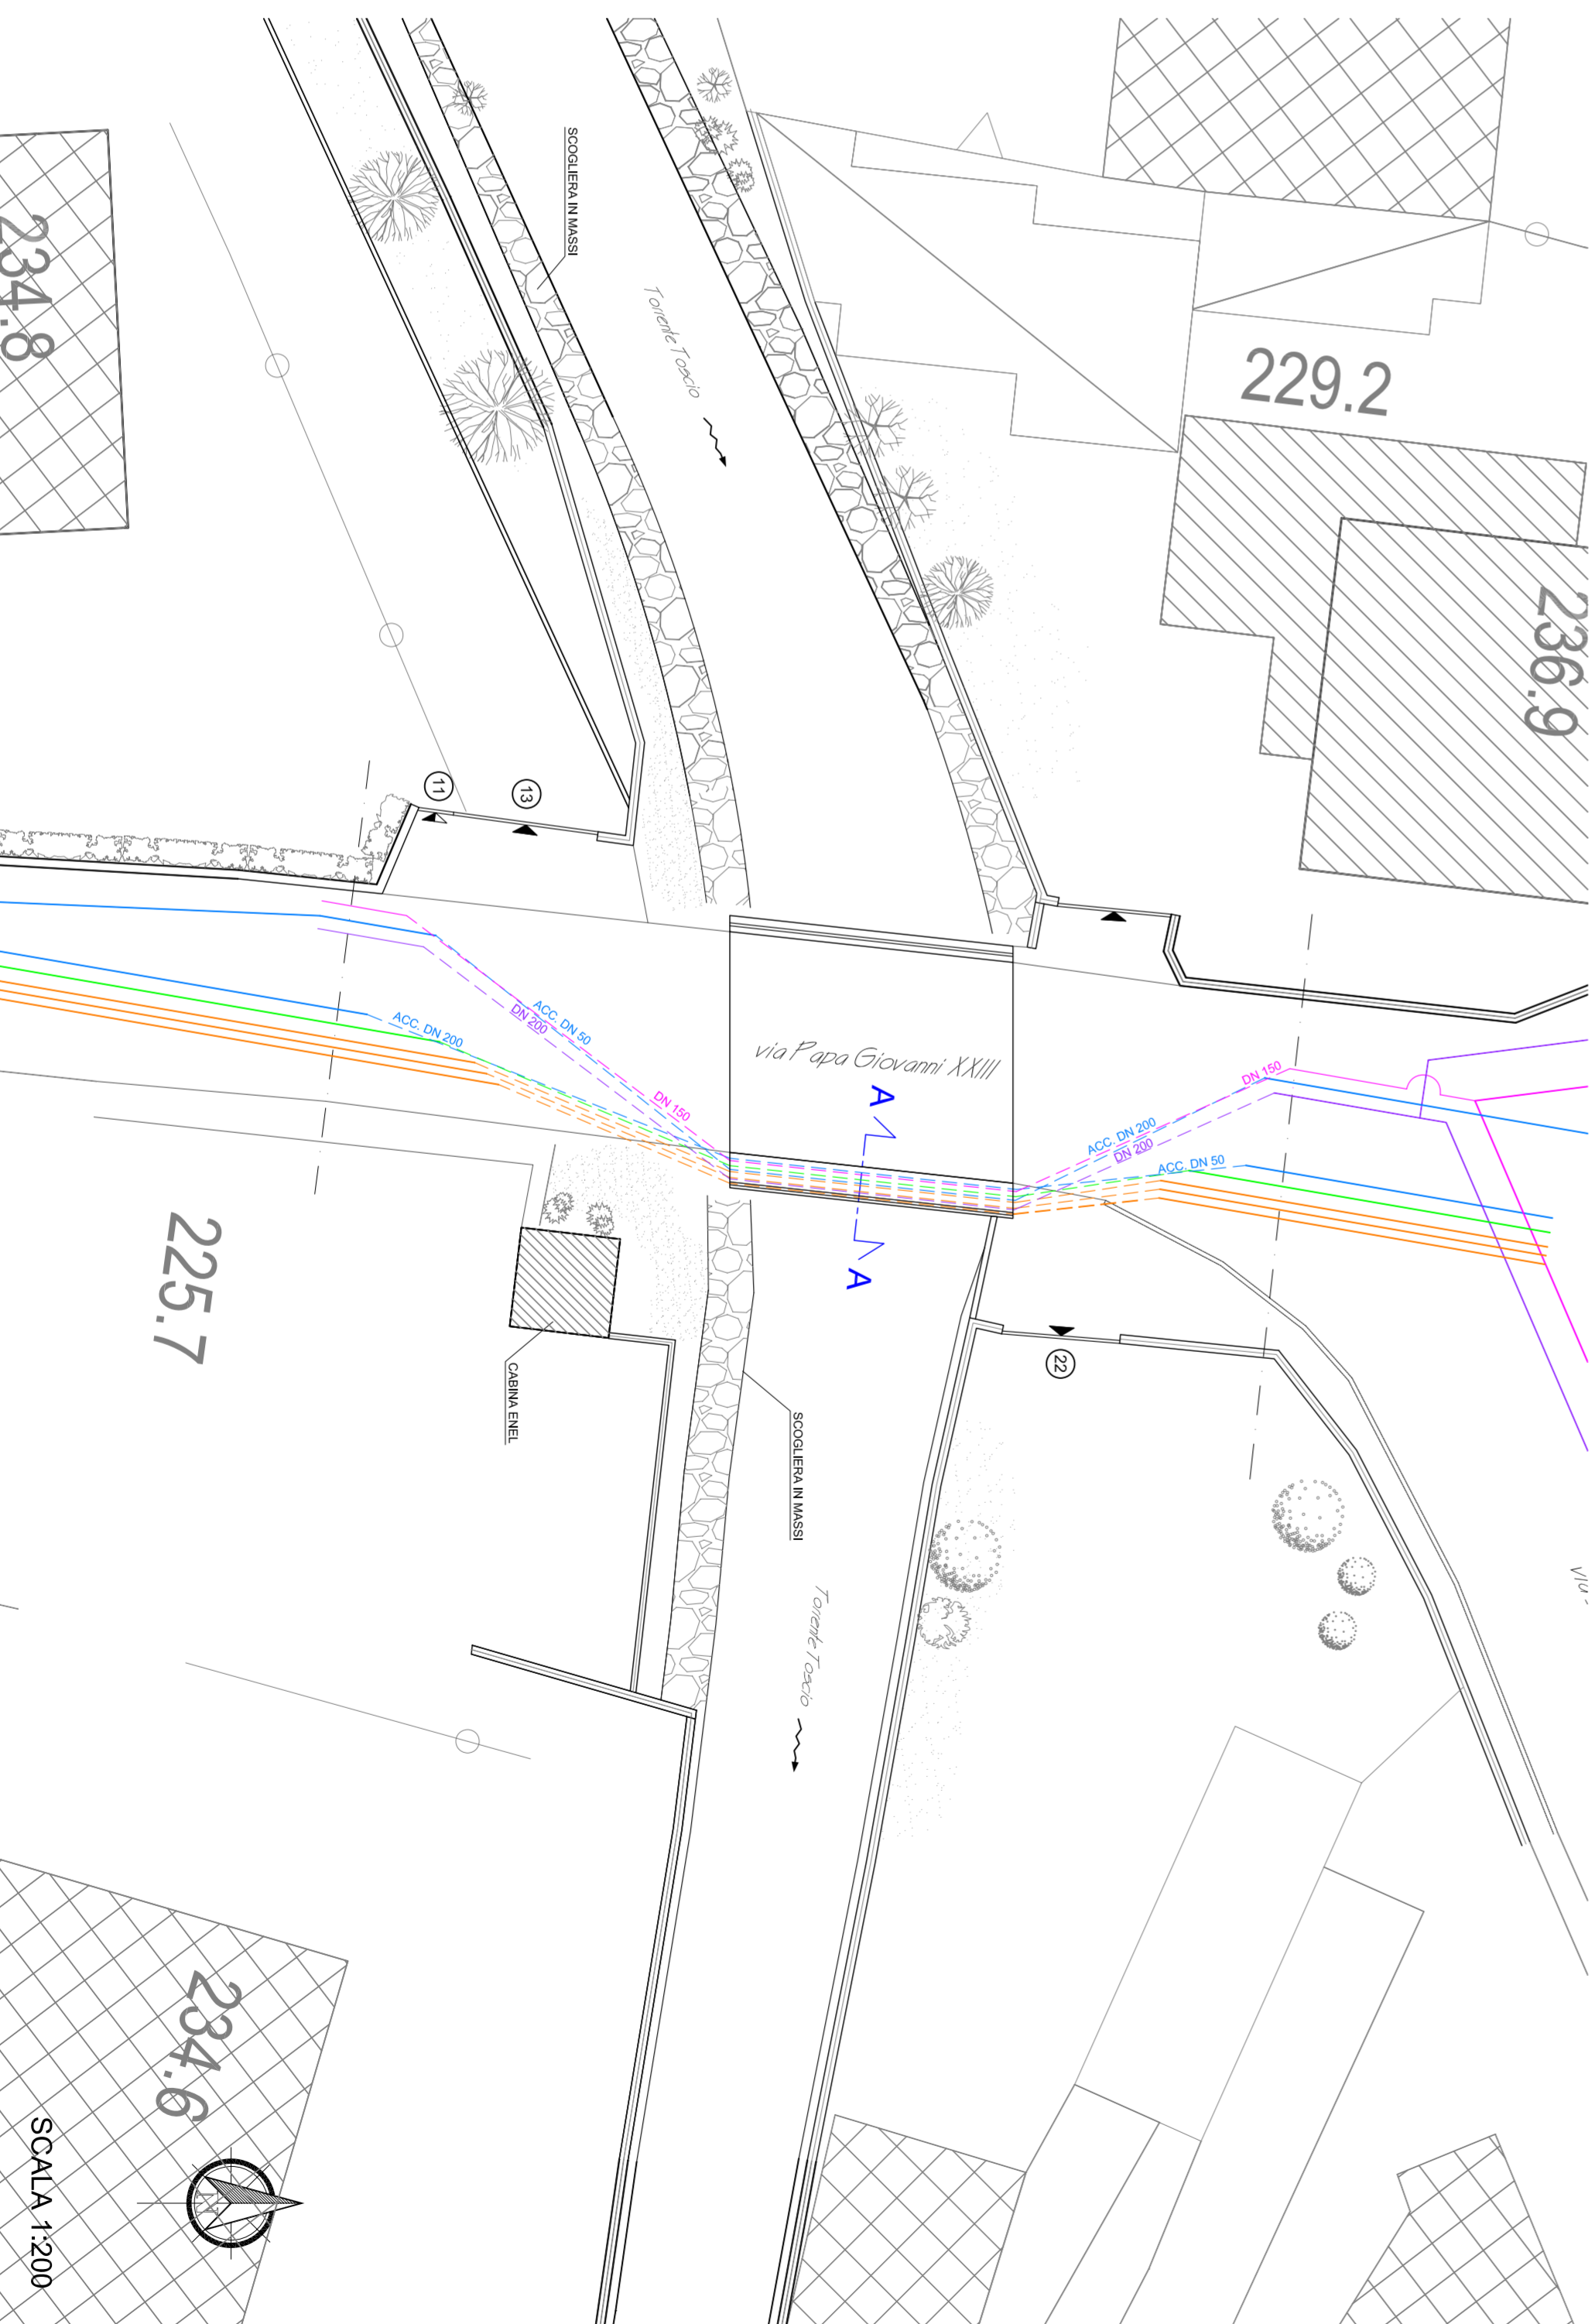 229.2
236.9
234.8
SCOGLIERA IN MASSI
Torrente Toscio
11
13
ACC. DN 50
DN 200
ACC. DN 200
DN 150
via Papa Giovanni XXIII
A
A
DN 150
ACC. DN 200
DN 200
ACC. DN 50
22
225.7
CABINA ENEL
SCOGLIERA IN MASSI
Torrente Toscio
234.6
N
SCALA 1:200